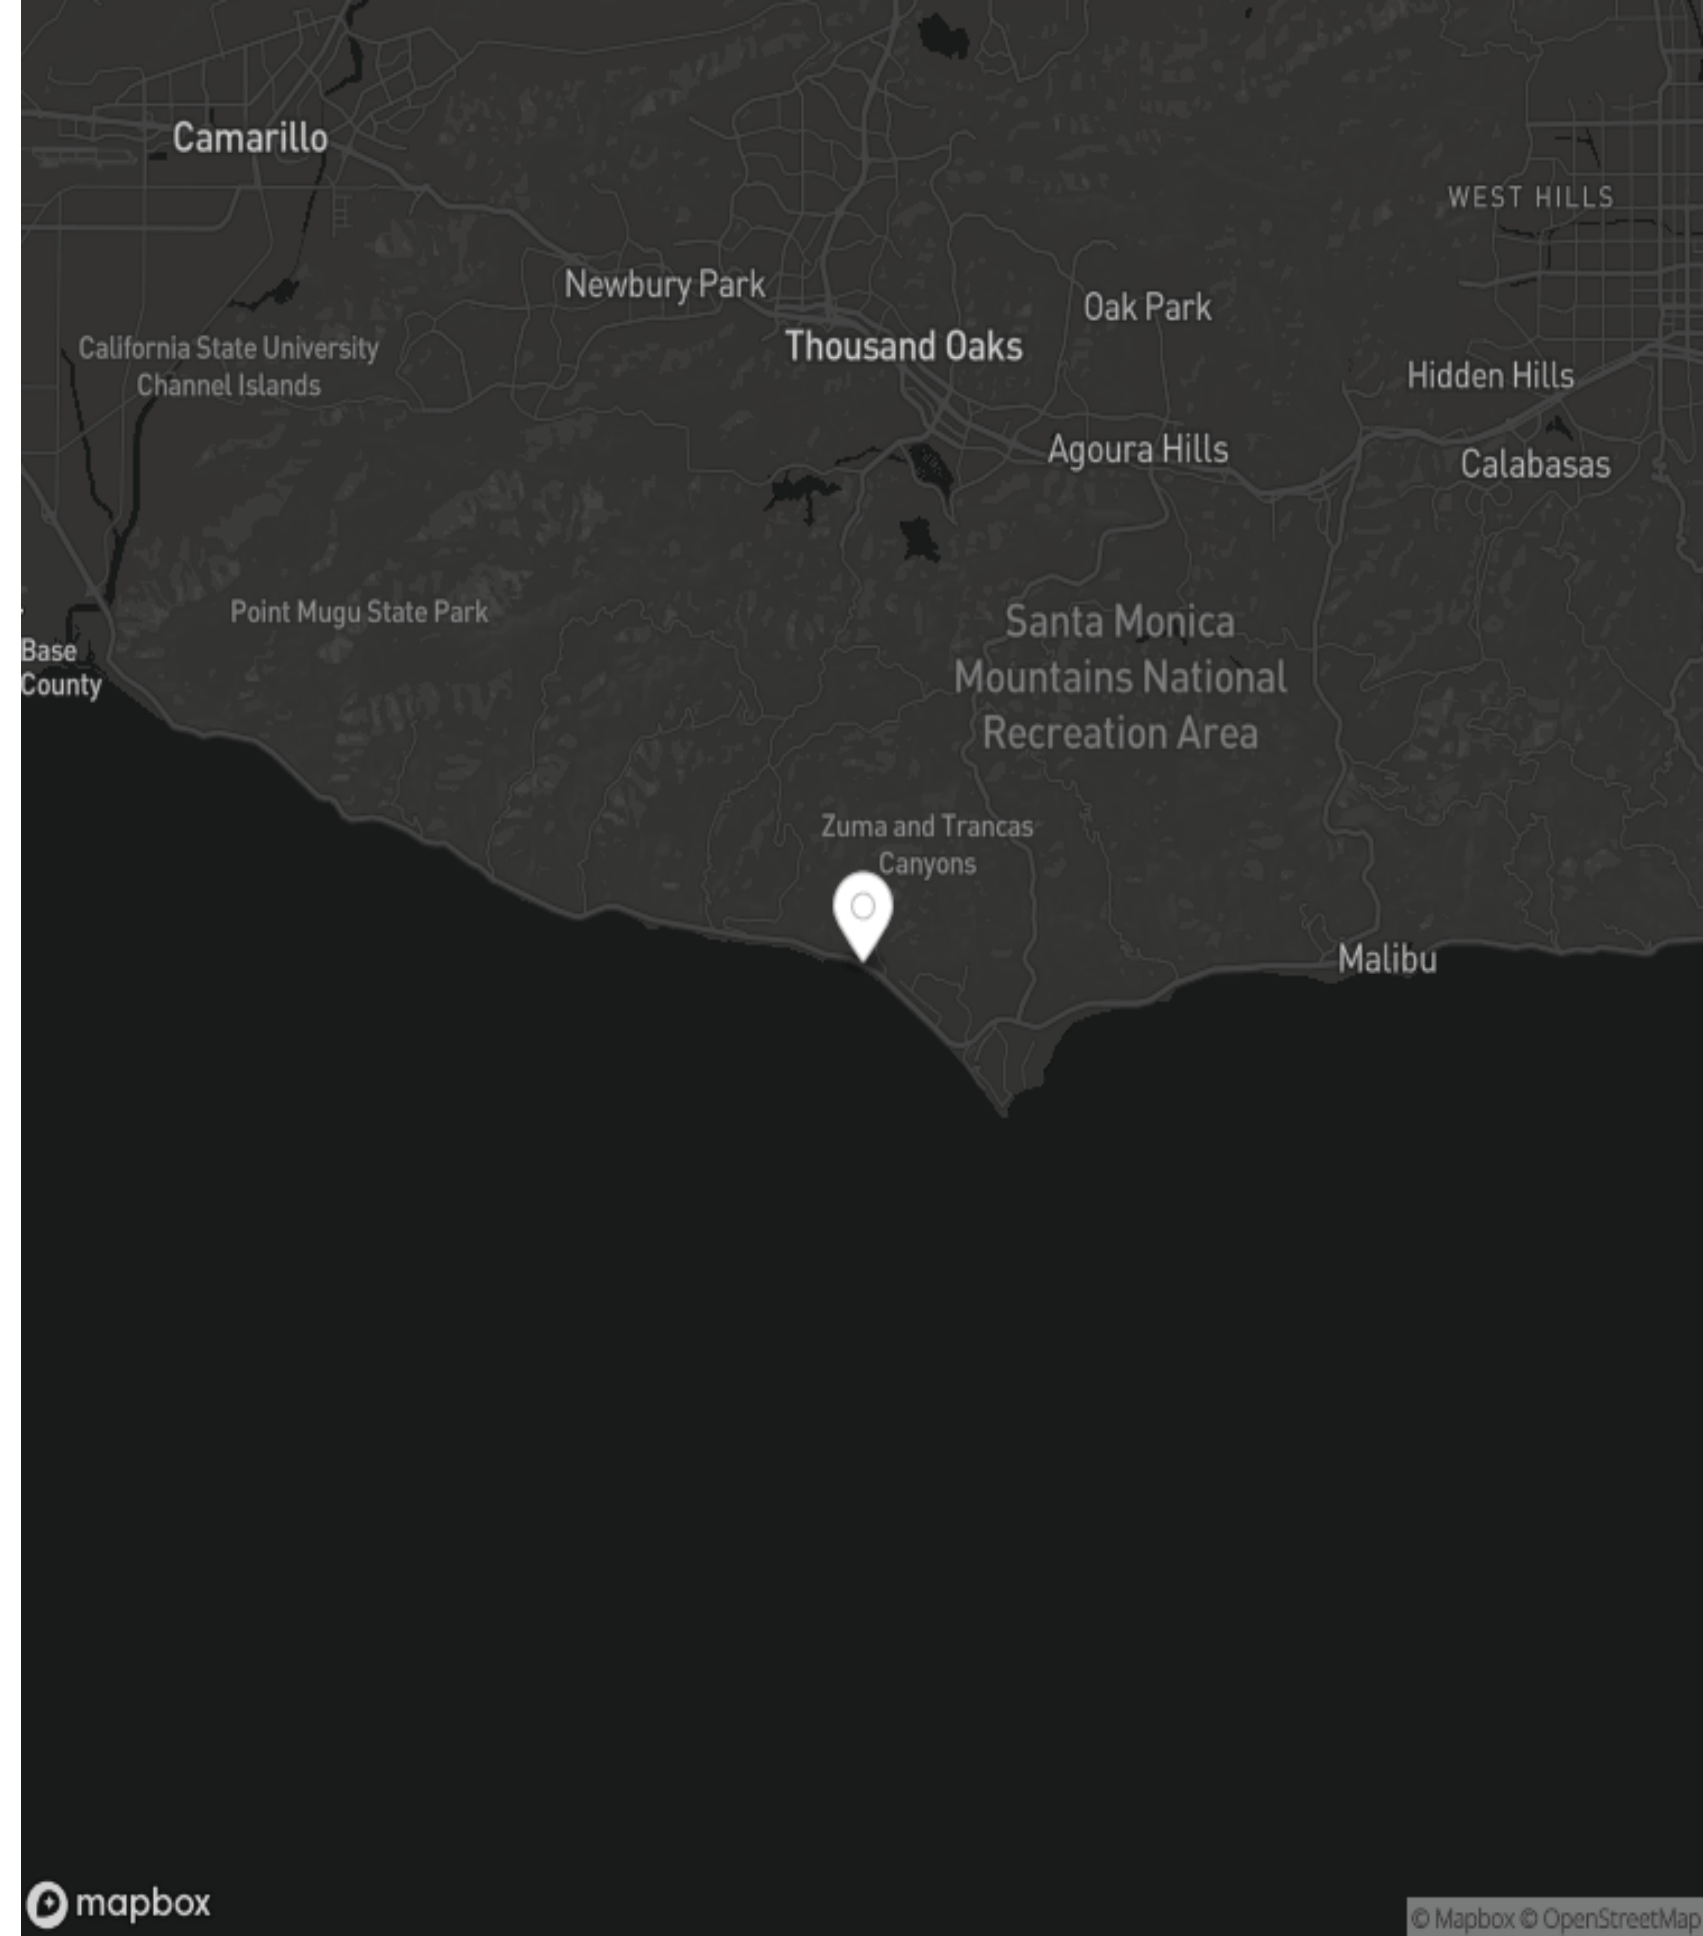 Camarillo
WEST HILLS
Newbury Park
Oak Park
Thousand Oaks
California State University
Channel Islands
Hidden Hills
Agoura Hills
Calabasas
Point Mugu State Park
Santa Monica
Mountains National
Recreation Area
Base
County
Zuma and Trancas
Canyons
Malibu
mapbox
© Mapbox © OpenStreetMap